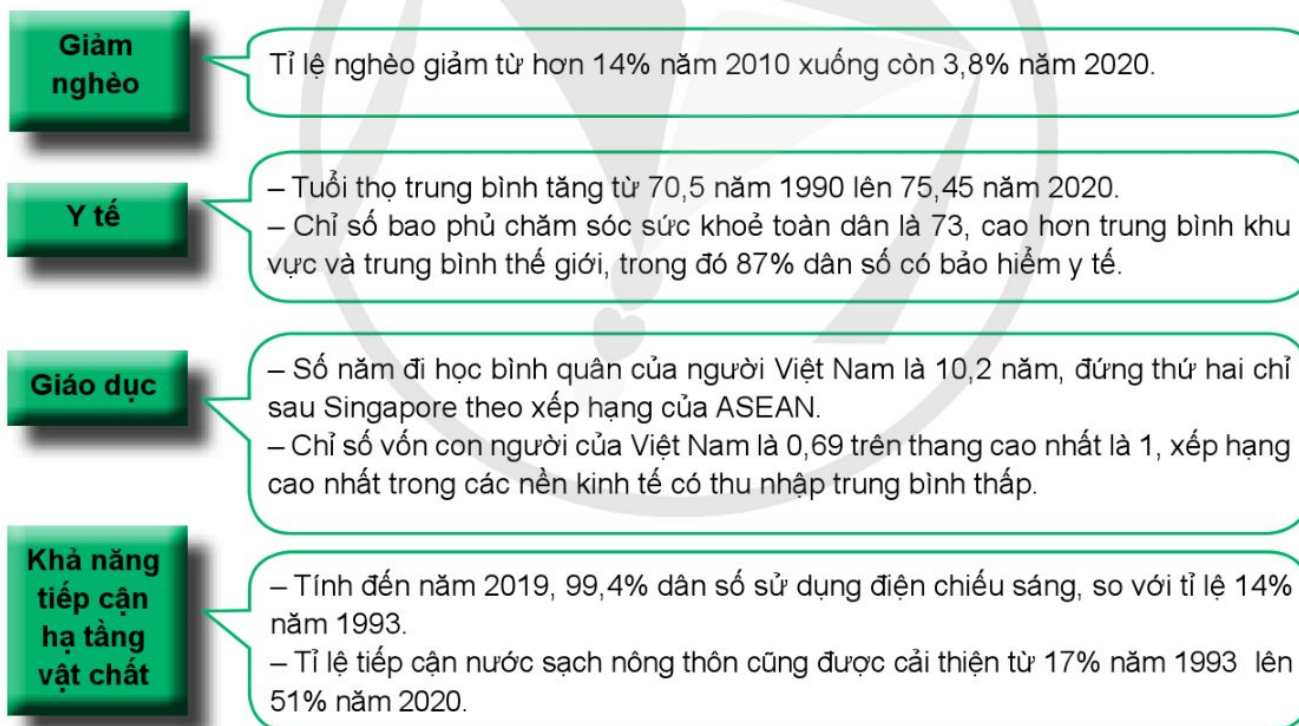 Giảm
nghèo
Tỉ lệ nghèo giảm từ hơn 14% năm 2010 xuống còn 3,8% năm 2020.
Y tế
– Tuổi thọ trung bình tăng từ 70,5 năm 1990 lên 75,45 năm 2020.
– Chỉ số bao phủ chăm sóc sức khoẻ toàn dân là 73, cao hơn trung bình khu
vực và trung bình thế giới, trong đó 87% dân số có bảo hiểm y tế.
Giáo dục
– Số năm đi học bình quân của người Việt Nam là 10,2 năm, đứng thứ hai chỉ
sau Singapore theo xếp hạng của ASEAN.
– Chỉ số vốn con người của Việt Nam là 0,69 trên thang cao nhất là 1, xếp hạng
cao nhất trong các nền kinh tế có thu nhập trung bình thấp.
Khả năng
tiếp cận
hạ tầng
vật chất
– Tính đến năm 2019, 99,4% dân số sử dụng điện chiếu sáng, so với tỉ lệ 14%
năm 1993.
– Tỉ lệ tiếp cận nước sạch nông thôn cũng được cải thiện từ 17% năm 1993 lên
51% năm 2020.